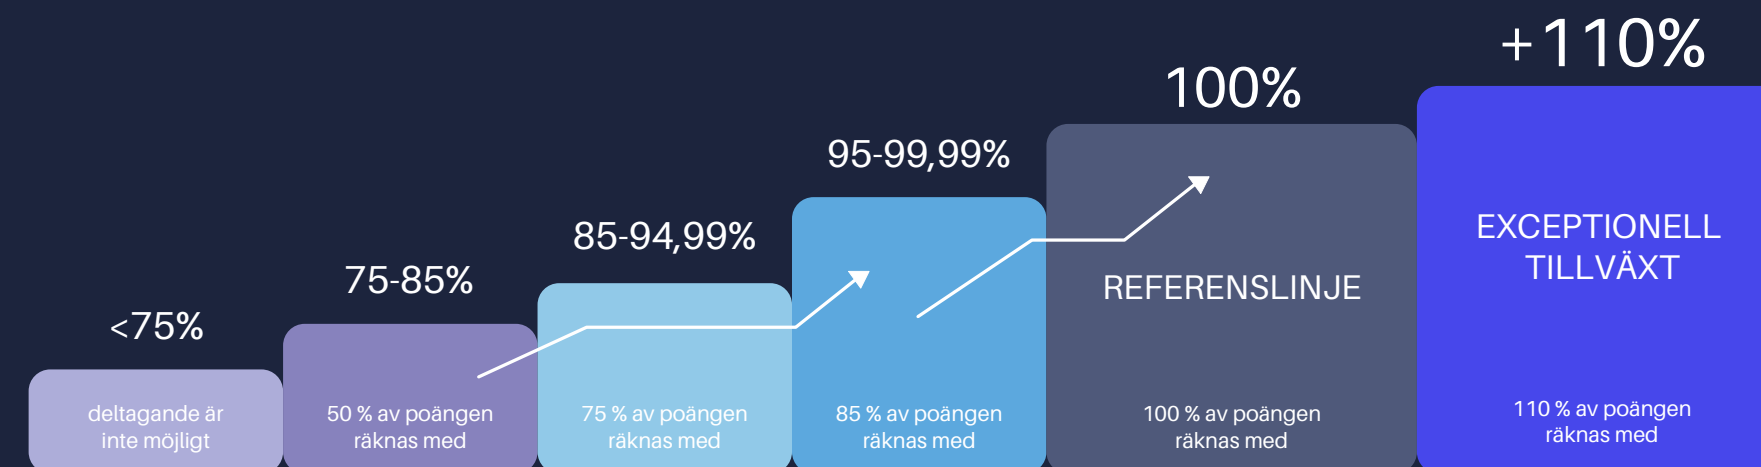 <75%
deltagande är
inte möjligt
75-85%
50 % av poängen
räknas med
85-94,99%
75 % av poängen
räknas med
95-99,99%
85 % av poängen
räknas med
100%
REFERENSLINJE
100 % av poängen
räknas med
+110%
EXCEPTIONELL
TILLVÄXT
110 % av poängen
räknas med